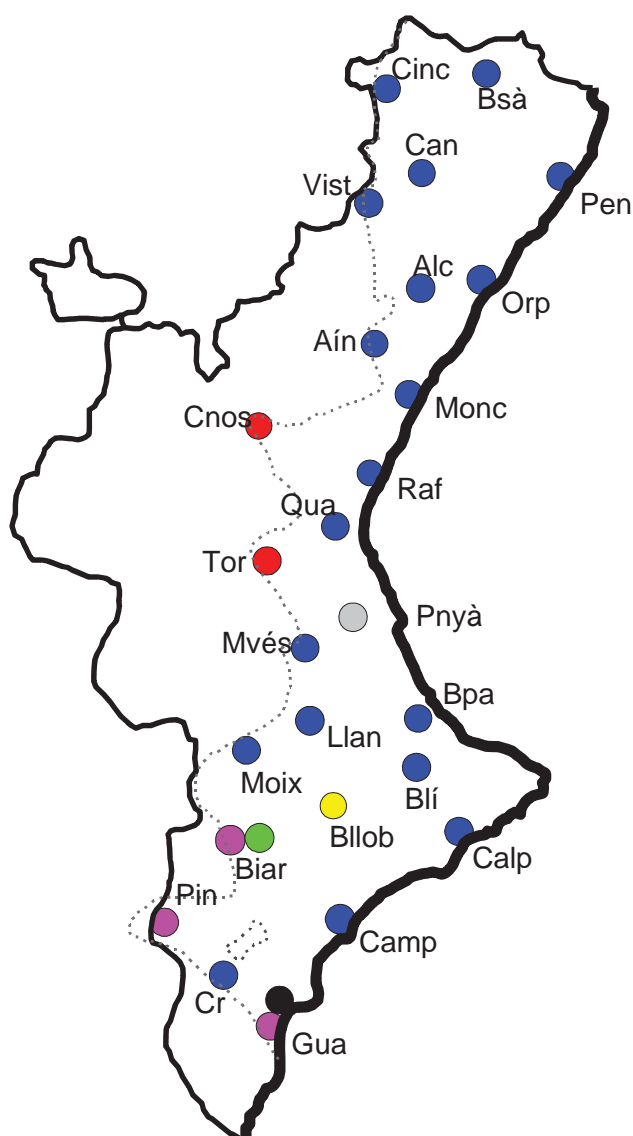 Cinc
Bsà
Can
Vist
Pen
Alc
Orp
Aín
Monc
Cnos
Raf
Qua
Tor
Pnyà
Mvés
Bpa
Llan
Moix
Blí
Bllob
Calp
Biar
Pin
Camp
Cr
Gua